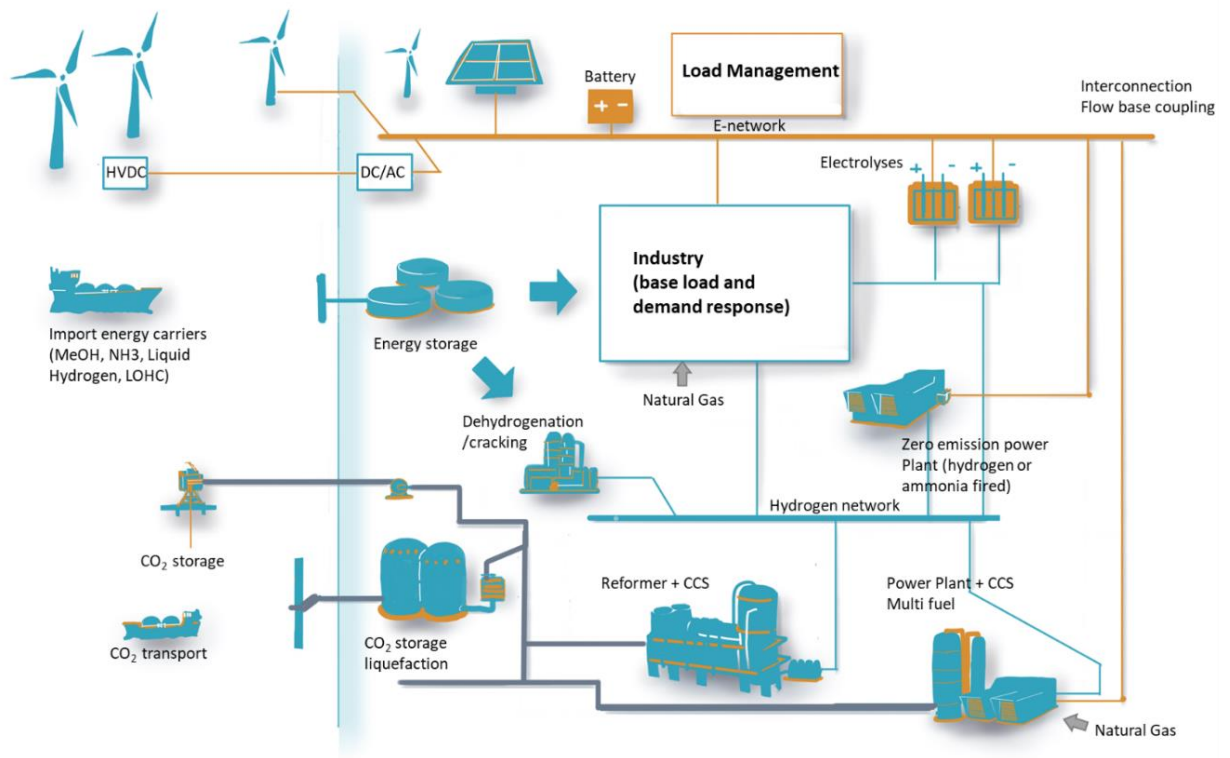 Load Management
Battery
+ -
Interconnection
Flow base coupling
E-network
Electrolyses
+ -
+ -
HVDC
DC/AC
Industry
(base load and
demand response)
Import energy carriers
(MeOH, NH3, Liquid
Hydrogen, LOHC)
Energy storage
Natural Gas
Dehydrogenation
/cracking
Zero emission power
Plant (hydrogen or
ammonia fired)
Hydrogen network
CO₂ storage
Reformer + CCS
Power Plant + CCS
Multi fuel
CO₂ transport
CO₂ storage
liquefaction
Natural Gas